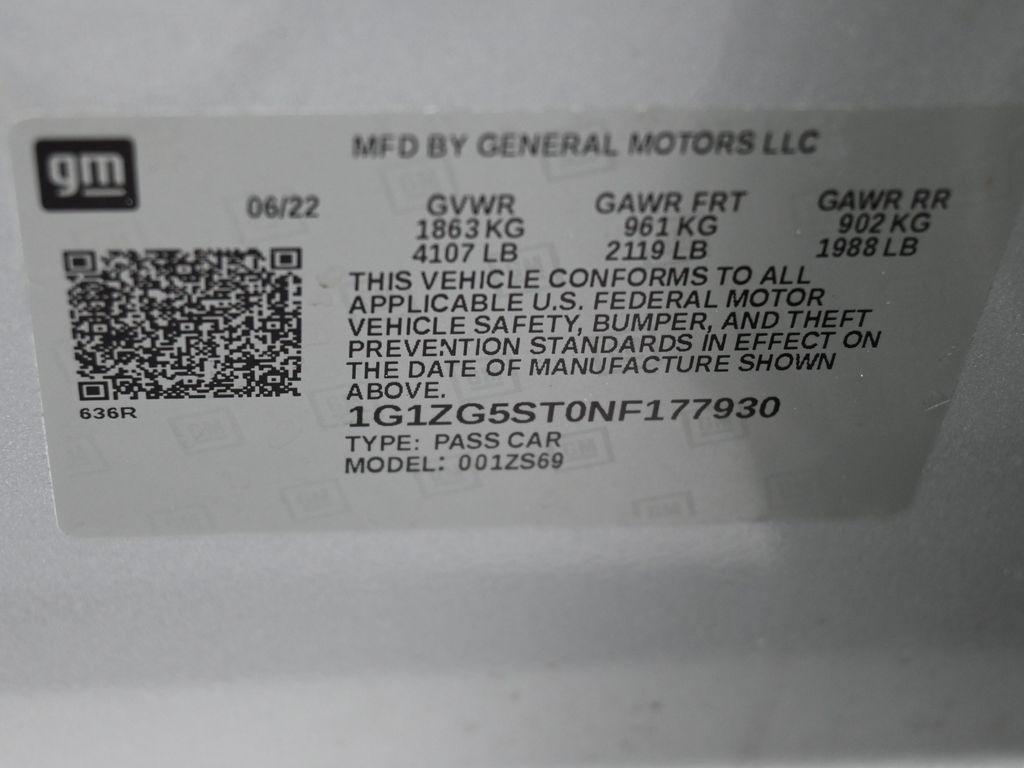 gm
MFD BY GENERAL MOTORS LLC
06/22 GVWR GAWR FRT GAWR RR
1863 KG 961 KG 902 KG
4107 LB 2119 LB 1988 LB
THIS VEHICLE CONFORMS TO ALL
APPLICABLE U.S. FEDERAL MOTOR
VEHICLE SAFETY, BUMPER, AND THEFT
PREVENTION STANDARDS IN EFFECT ON
THE DATE OF MANUFACTURE SHOWN
ABOVE.
636R
1G1ZG5ST0NF177930
TYPE: PASS CAR
MODEL: 001ZS69